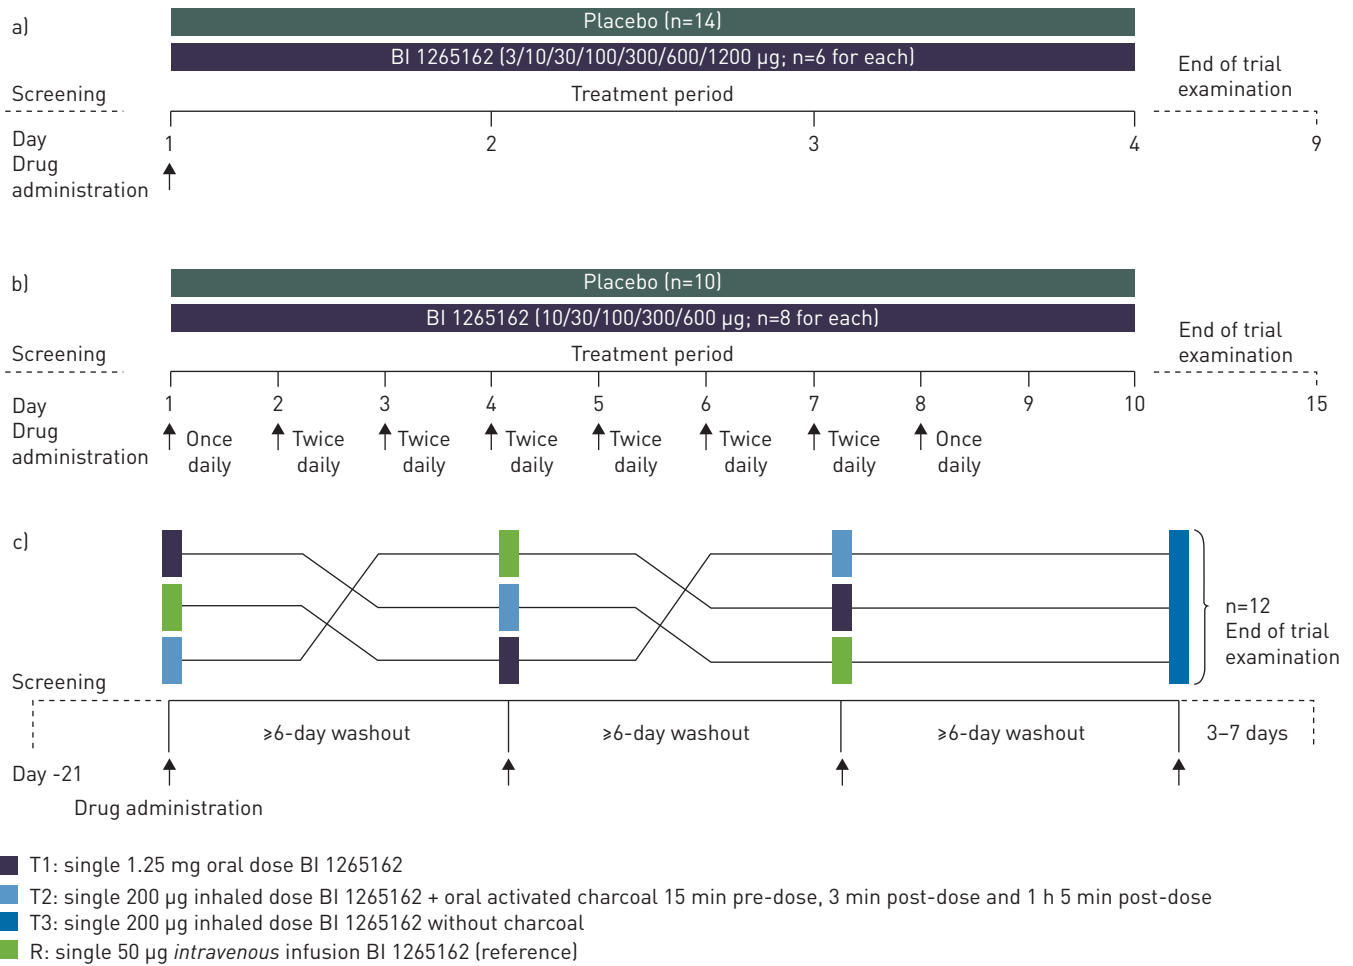 a)
Placebo (n=14)
BI 1265162 (3/10/30/100/300/600/1200 µg; n=6 for each)
End of trial
examination
Screening
Treatment period
Day
1
2
3
4
9
Drug
administration
b)
Placebo (n=10)
BI 1265162 (10/30/100/300/600 µg; n=8 for each)
End of trial
examination
Screening
Treatment period
Day
1
2
3
4
5
6
7
8
9
10
15
Drug
administration
Once
daily
Twice
daily
Twice
daily
Twice
daily
Twice
daily
Twice
daily
Twice
daily
Once
daily
c)
n=12
End of trial
examination
Screening
≥6-day washout
≥6-day washout
≥6-day washout
3–7 days
Day -21
Drug administration
T1: single 1.25 mg oral dose BI 1265162
T2: single 200 µg inhaled dose BI 1265162 + oral activated charcoal 15 min pre-dose, 3 min post-dose and 1 h 5 min post-dose
T3: single 200 µg inhaled dose BI 1265162 without charcoal
R: single 50 µg intravenous infusion BI 1265162 (reference)